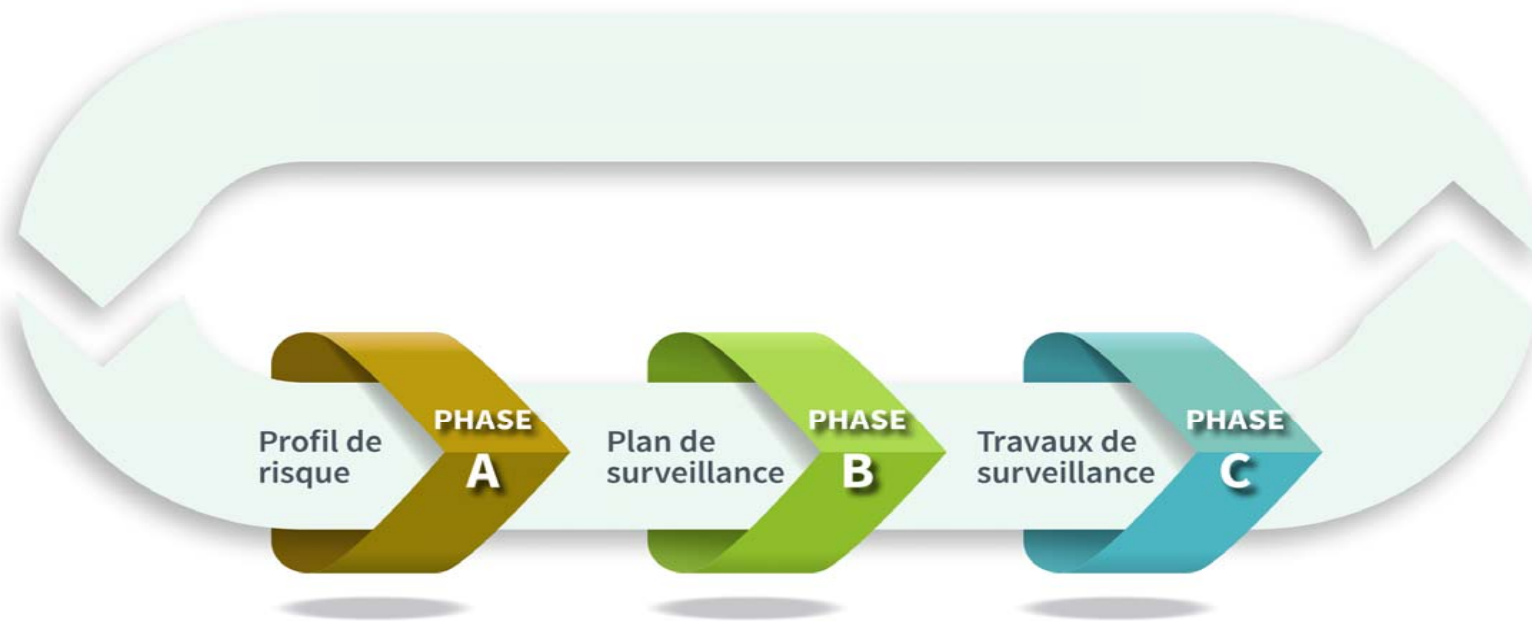 Profil de
risque
PHASE
A
Plan de
surveillance
PHASE
B
Travaux de
surveillance
PHASE
C